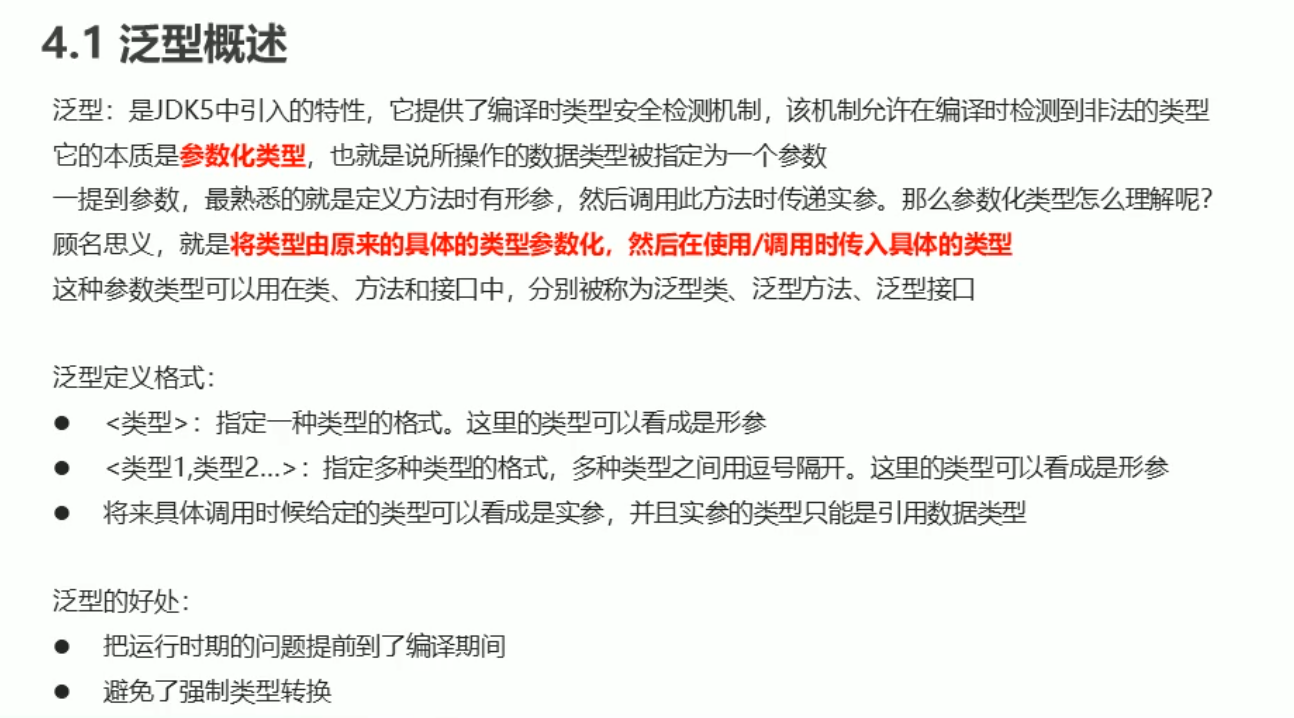 4.1 泛型概述
泛型：是JDK5中引入的特性，它提供了编译时类型安全检测机制，该机制允许在编译时检测到非法的类型
它的本质是参数化类型，也就是说所操作的数据类型被指定为一个参数
一提到参数，最熟悉的就是定义方法时有形参，然后调用此方法时传递实参。那么参数化类型怎么理解呢？
顾名思义，就是将类型由原来的具体的类型参数化，然后在使用/调用时传入具体的类型
这种参数类型可以用在类、方法和接口中，分别被称为泛型类、泛型方法、泛型接口
泛型定义格式：
● <类型>：指定一种类型的格式。这里的类型可以看成是形参
● <类型1,类型2…>：指定多种类型的格式，多种类型之间用逗号隔开。这里的类型可以看成是形参
● 将来具体调用时候给定的类型可以看成是实参，并且实参的类型只能是引用数据类型
泛型的好处：
● 把运行时期的问题提前到了编译期间
● 避免了强制类型转换